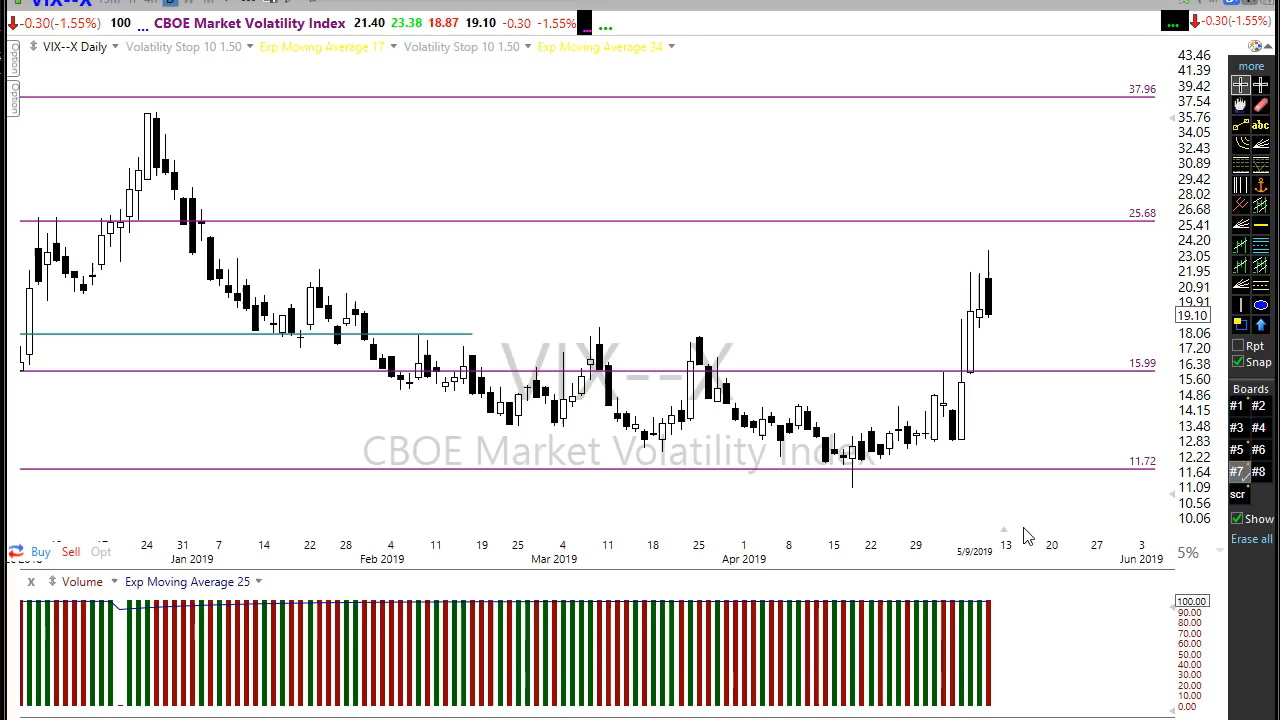 VIX--X
-0.30(-1.55%) 100 ... CBOE Market Volatility Index 21.40 23.38 18.87 19.10 -0.30 -1.55% ... ... ... -0.30(-1.55%)
VIX--X Daily Volatility Stop 10 1.50 Exp Moving Average 17 Volatility Stop 10 1.50 Exp Moving Average 34
Option
Option
43.46
41.39
39.42
37.54
35.76
34.05
32.43
30.89
29.42
28.02
26.68
25.41
24.20
23.05
21.95
20.91
19.91
19.10
18.06
17.20
16.38
15.60
14.86
14.15
13.48
12.83
12.22
11.64
11.09
10.56
10.06
37.96
25.68
15.99
11.72
VIX--X
CBOE Market Volatility Index
more
abc
Rpt
Snap
Boards
#1 #2
#3 #4
#5 #6
#7 #8
scr
Show
Erase all
24 31 7 14 22 28 4 11 19 25 4 11 18 25 1 8 15 22 29 5/9/2019 13 20 27 3
Jan 2019 Feb 2019 Mar 2019 Apr 2019 Jun 2019
Buy Sell Opt
5%
X Volume Exp Moving Average 25
100.00
90.00
80.00
70.00
60.00
50.00
40.00
30.00
20.00
10.00
0.00